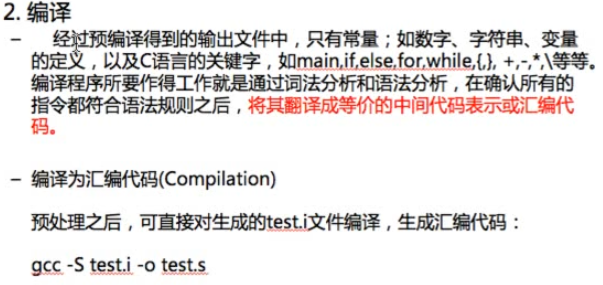 2. 编译
– 经过预编译得到的输出文件中，只有常量；如数字、字符串、变量
的定义，以及C语言的关键字，如main,if,else,for,while,{,}, +,-,*,\等等。
编译程序所要作得工作就是通过词法分析和语法分析，在确认所有的
指令都符合语法规则之后，将其翻译成等价的中间代码表示或汇编代
码。
– 编译为汇编代码(Compilation)
预处理之后，可直接对生成的test.i文件编译，生成汇编代码：
gcc -S test.i -o test.s